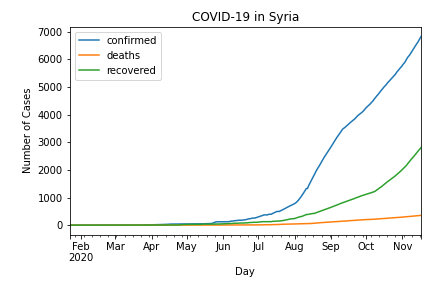 COVID-19 in Syria
confirmed
deaths
recovered
Number of Cases
7000
6000
5000
4000
3000
2000
1000
0
Feb Mar Apr May Jun Jul Aug Sep Oct Nov
2020
Day